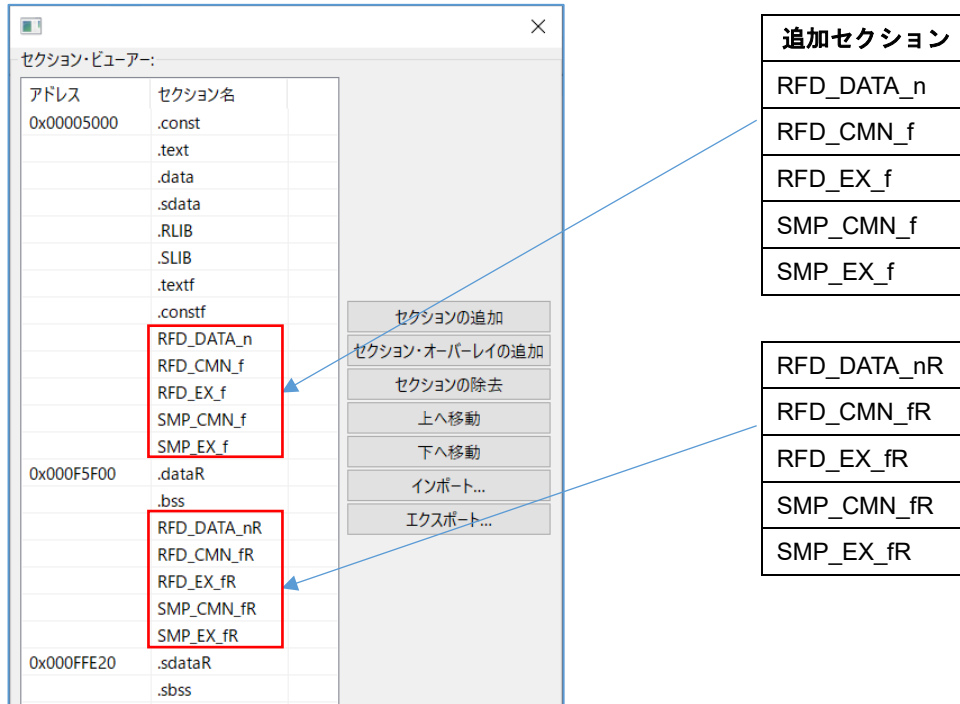 セクション・ビューアー:
アドレス セクション名
0x00005000 .const
.text
.data
.sdata
.RLIB
.SLIB
.textf
.constf
RFD_DATA_n
RFD_CMN_f
RFD_EX_f
SMP_CMN_f
SMP_EX_f
0x000F5F00 .dataR
.bss
RFD_DATA_nR
RFD_CMN_fR
RFD_EX_fR
SMP_CMN_fR
SMP_EX_fR
0x000FFE20 .sdataR
.sbss
セクションの追加
セクション・オーバーレイの追加
セクションの除去
上へ移動
下へ移動
インポート...
エクスポート...
追加セクション
RFD_DATA_n
RFD_CMN_f
RFD_EX_f
SMP_CMN_f
SMP_EX_f
RFD_DATA_nR
RFD_CMN_fR
RFD_EX_fR
SMP_CMN_fR
SMP_EX_fR